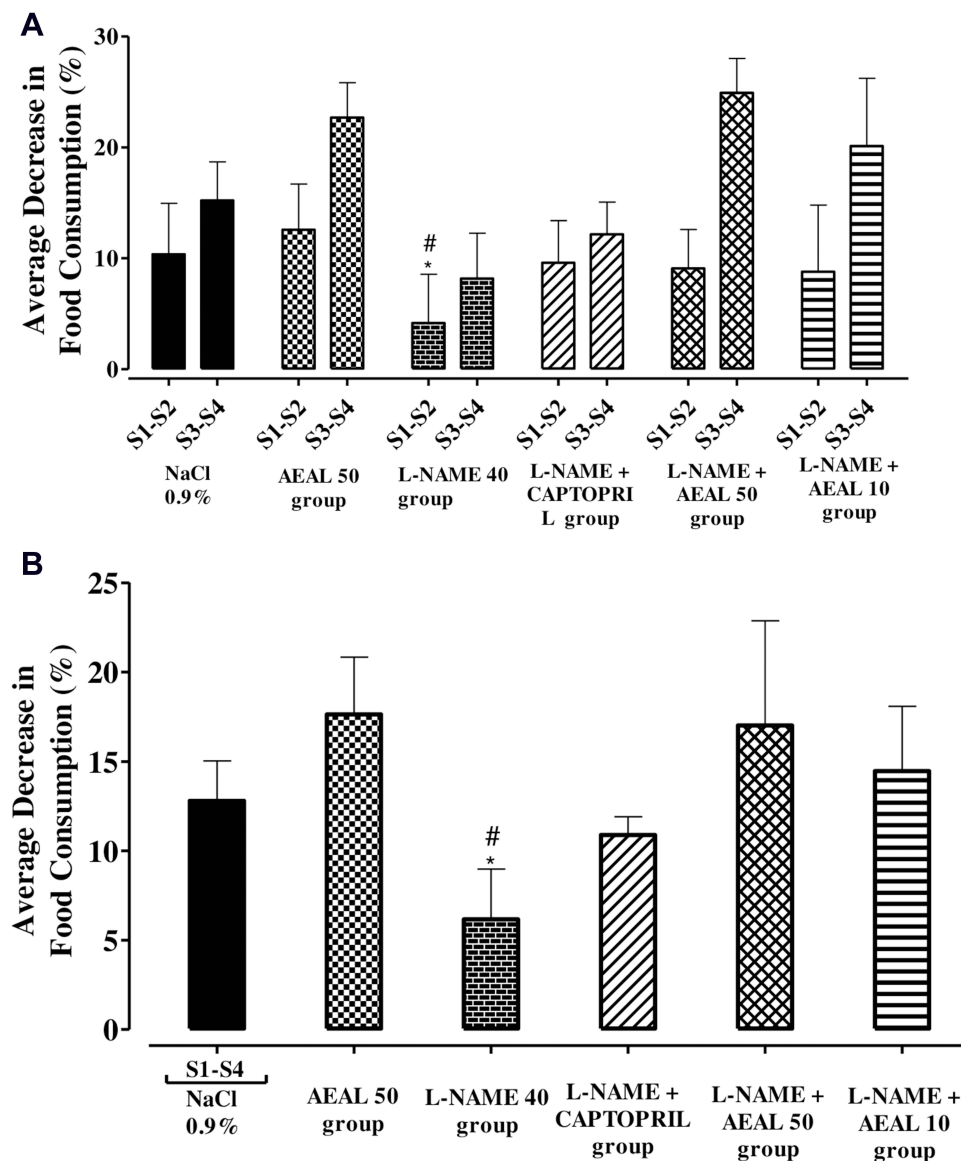 A
Average Decrease in
Food Consumption (%)
30
20
10
0
#
*
S1-S2 S3-S4 S1-S2 S3-S4 S1-S2 S3-S4 S1-S2 S3-S4 S1-S2 S3-S4 S1-S2 S3-S4
NaCl
0.9%
AEAL 50
group
L-NAME 40
group
L-NAME +
CAPTOPRI
L group
L-NAME +
AEAL 50
group
L-NAME +
AEAL 10
group
B
Average Decrease in
Food Consumption (%)
25
20
15
10
5
0
#
*
S1-S4
NaCl
0.9%
AEAL 50
group
L-NAME 40
group
L-NAME +
CAPTOPRIL
group
L-NAME +
AEAL 50
group
L-NAME +
AEAL 10
group